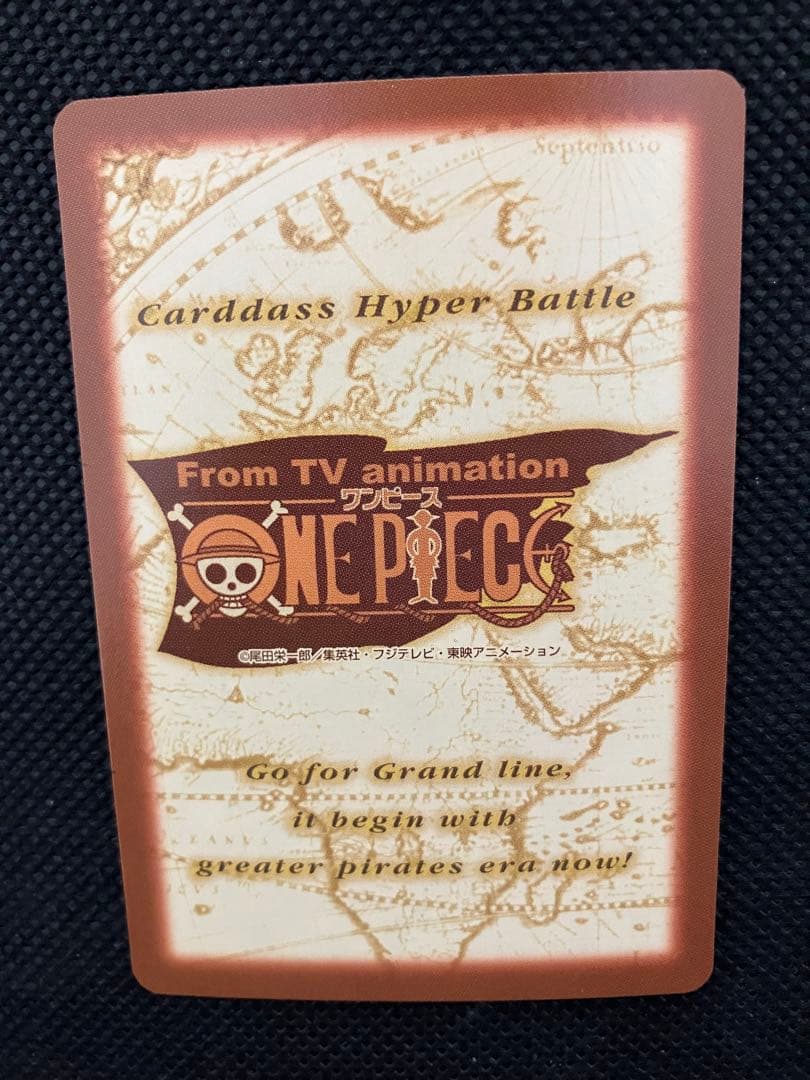 Septentrio
Carddass Hyper Battle
From TV animation
ワンピース
ONE PIECE
©尾田栄一郎／集英社・フジテレビ・東映アニメーション
Go for Grand line,
it begin with
greater pirates era now!